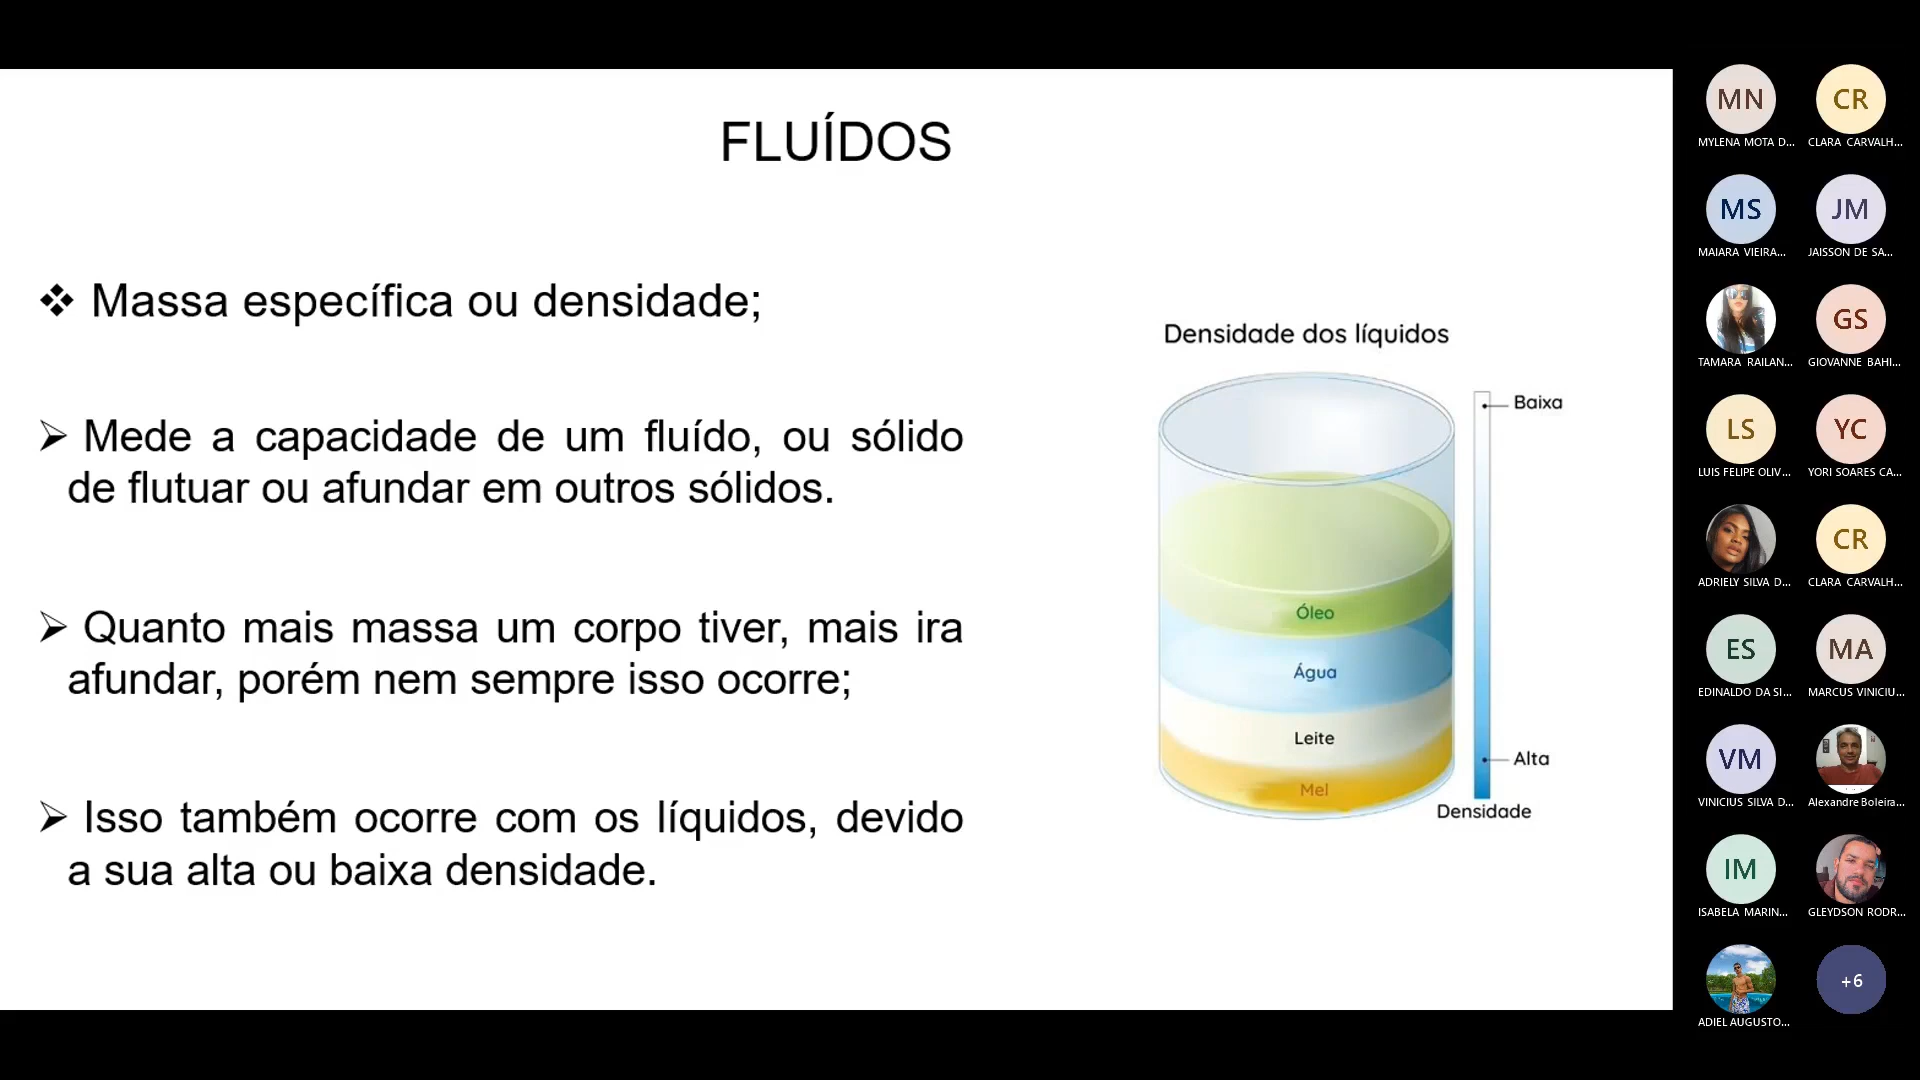 FLUÍDOS
❖ Massa específica ou densidade;
➢ Mede a capacidade de um fluído, ou sólido
de flutuar ou afundar em outros sólidos.
➢ Quanto mais massa um corpo tiver, mais ira
afundar, porém nem sempre isso ocorre;
➢ Isso também ocorre com os líquidos, devido
a sua alta ou baixa densidade.
Densidade dos líquidos
Baixa
Óleo
Água
Leite
Alta
Mel
Densidade
MN
CR
MYLENA MOTA D...
CLARA CARVALH...
MS
JM
MAIARA VIEIRA...
JAISSON DE SA...
GS
TAMARA RAILAN...
GIOVANNE BAHI...
LS
YC
LUIS FELIPE OLIV...
YORI SOARES CA...
CR
ADRIELY SILVA D...
CLARA CARVALH...
ES
MA
EDINALDO DA SI...
MARCUS VINICIU...
VM
VINICIUS SILVA D...
Alexandre Boleira...
IM
ISABELA MARIN...
GLEYDSON RODR...
+6
ADIEL AUGUSTO...